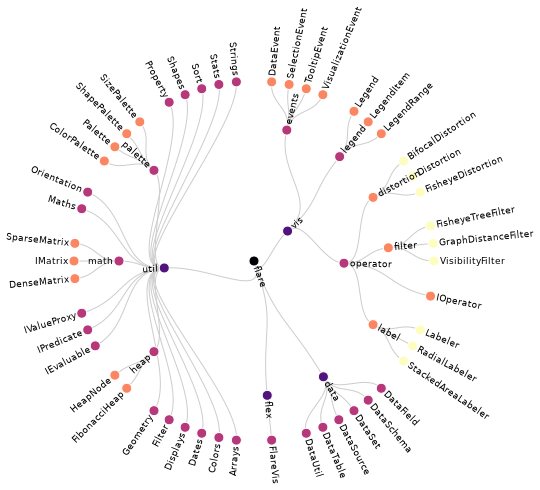 flare
vis
events
DataEvent
SelectionEvent
TooltipEvent
VisualizationEvent
legend
Legend
LegendItem
LegendRange
operator
distortion
BifocalDistortion
Distortion
FisheyeDistortion
filter
FisheyeTreeFilter
GraphDistanceFilter
VisibilityFilter
IOperator
label
Labeler
RadialLabeler
StackedAreaLabeler
data
DataField
DataSchema
DataSet
DataSource
DataTable
DataUtil
flex
FlareVis
util
Arrays
Colors
Dates
Displays
Filter
Geometry
heap
FibonacciHeap
HeapNode
IEvaluable
IPredicate
IValueProxy
math
DenseMatrix
IMatrix
SparseMatrix
Maths
Orientation
palette
ColorPalette
Palette
ShapePalette
SizePalette
Property
Shapes
Sort
Stats
Strings